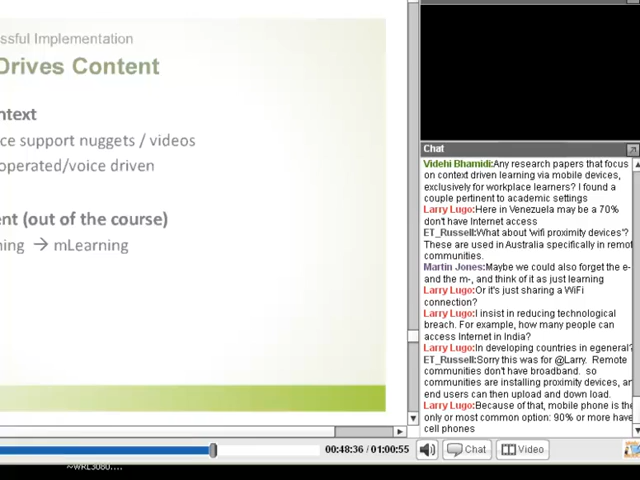 ssful Implementation
Drives Content
ntext
ce support nuggets / videos
operated/voice driven
ent (out of the course)
ning → mLearning
Chat
Videhi Bhamidi:Any research papers that focus
on context driven learning via mobile devices,
exclusively for workplace learners? I found a
couple pertinent to academic settings
Larry Lugo:Here in Venezuela may be a 70%
don't have Internet access
ET_Russell:What about 'wifi proximity devices'?
These are used in Australia specifically in remot
communities.
Martin Jones:Maybe we could also forget the e-
and the m-, and think of it as just learning
Larry Lugo:Or it's just sharing a WiFi
connection?
Larry Lugo:I insist in reducing technological
breach. For example, how many people can
access Internet in India?
Larry Lugo:In developing countries in egeneral?
ET_Russell:Sorry this was for @Larry. Remote
communities don't have broadband. so
communities are installing proximity devices, an
end users can then upload and down load.
Larry Lugo:Because of that, mobile phone is the
only or most common option: 90% or more have
cell phones
00:48:36 / 01:00:55
Chat
Video
~WRL3080....